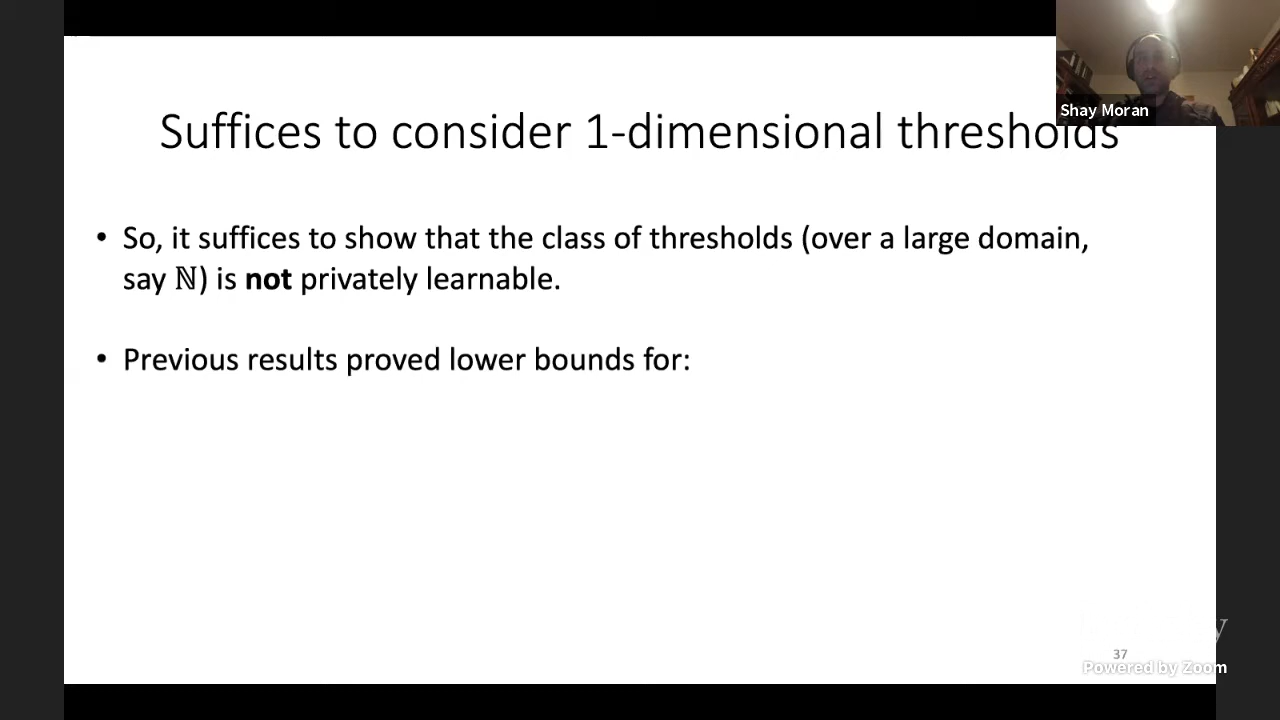 Shay Moran
Suffices to consider 1-dimensional thresholds
• So, it suffices to show that the class of thresholds (over a large domain,
say ℕ) is not privately learnable.
• Previous results proved lower bounds for:
37
Powered by Zoom